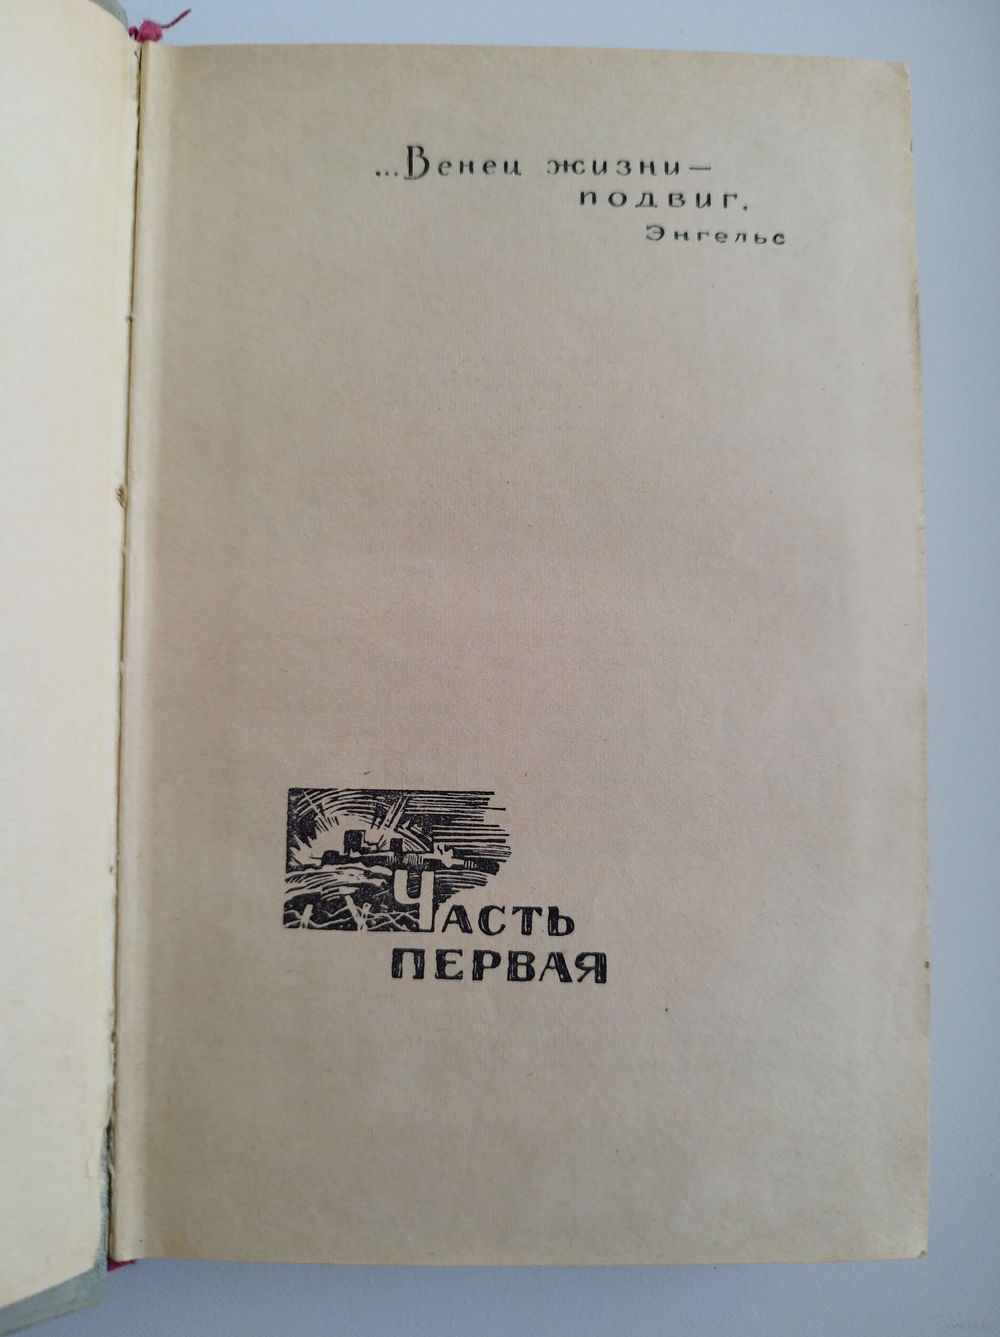 ...Венец жизни—
подвиг.
Энгельс
ЧАСТЬ
ПЕРВАЯ